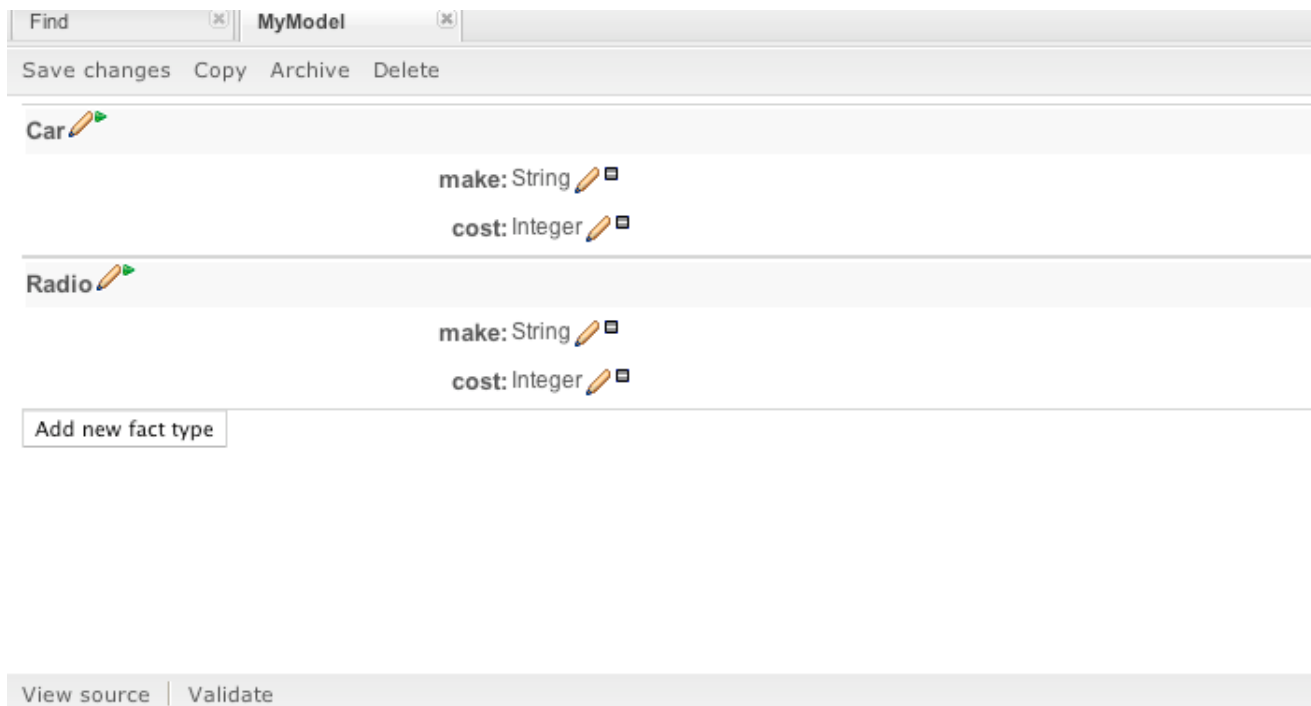 Find MyModel
Save changes Copy Archive Delete
Car
make: String
cost: Integer
Radio
make: String
cost: Integer
Add new fact type
View source Validate